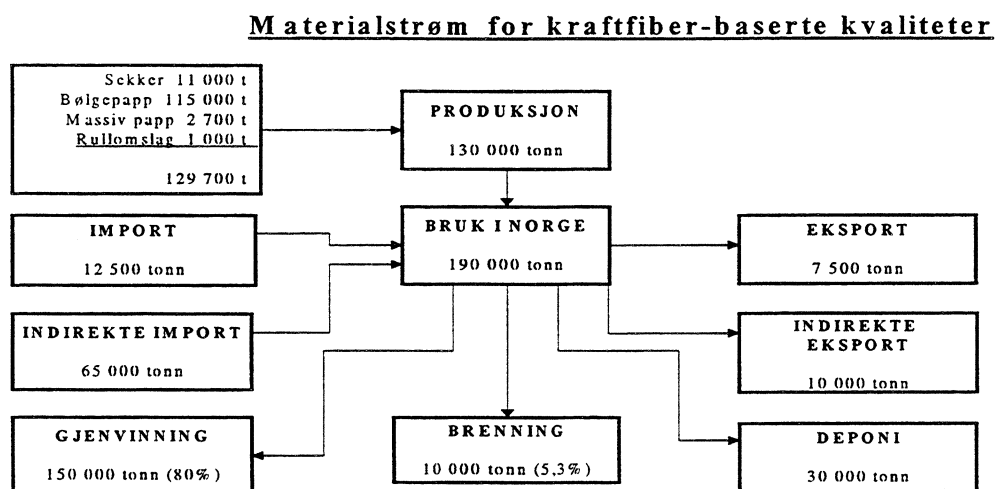 Materialstrøm for kraftfiber-baserte kvaliteter
Sekker 11 000 t
Bølgepapp 115 000 t
Massiv papp 2 700 t
Rullomslag 1 000 t
129 700 t
PRODUKSJON
130 000 tonn
IMPORT
12 500 tonn
BRUK I NORGE
190 000 tonn
EKSPORT
7 500 tonn
INDIREKTE IMPORT
65 000 tonn
INDIREKTE
EKSPORT
10 000 tonn
GJENVINNING
150 000 tonn (80%)
BRENNING
10 000 tonn (5,3%)
DEPONI
30 000 tonn